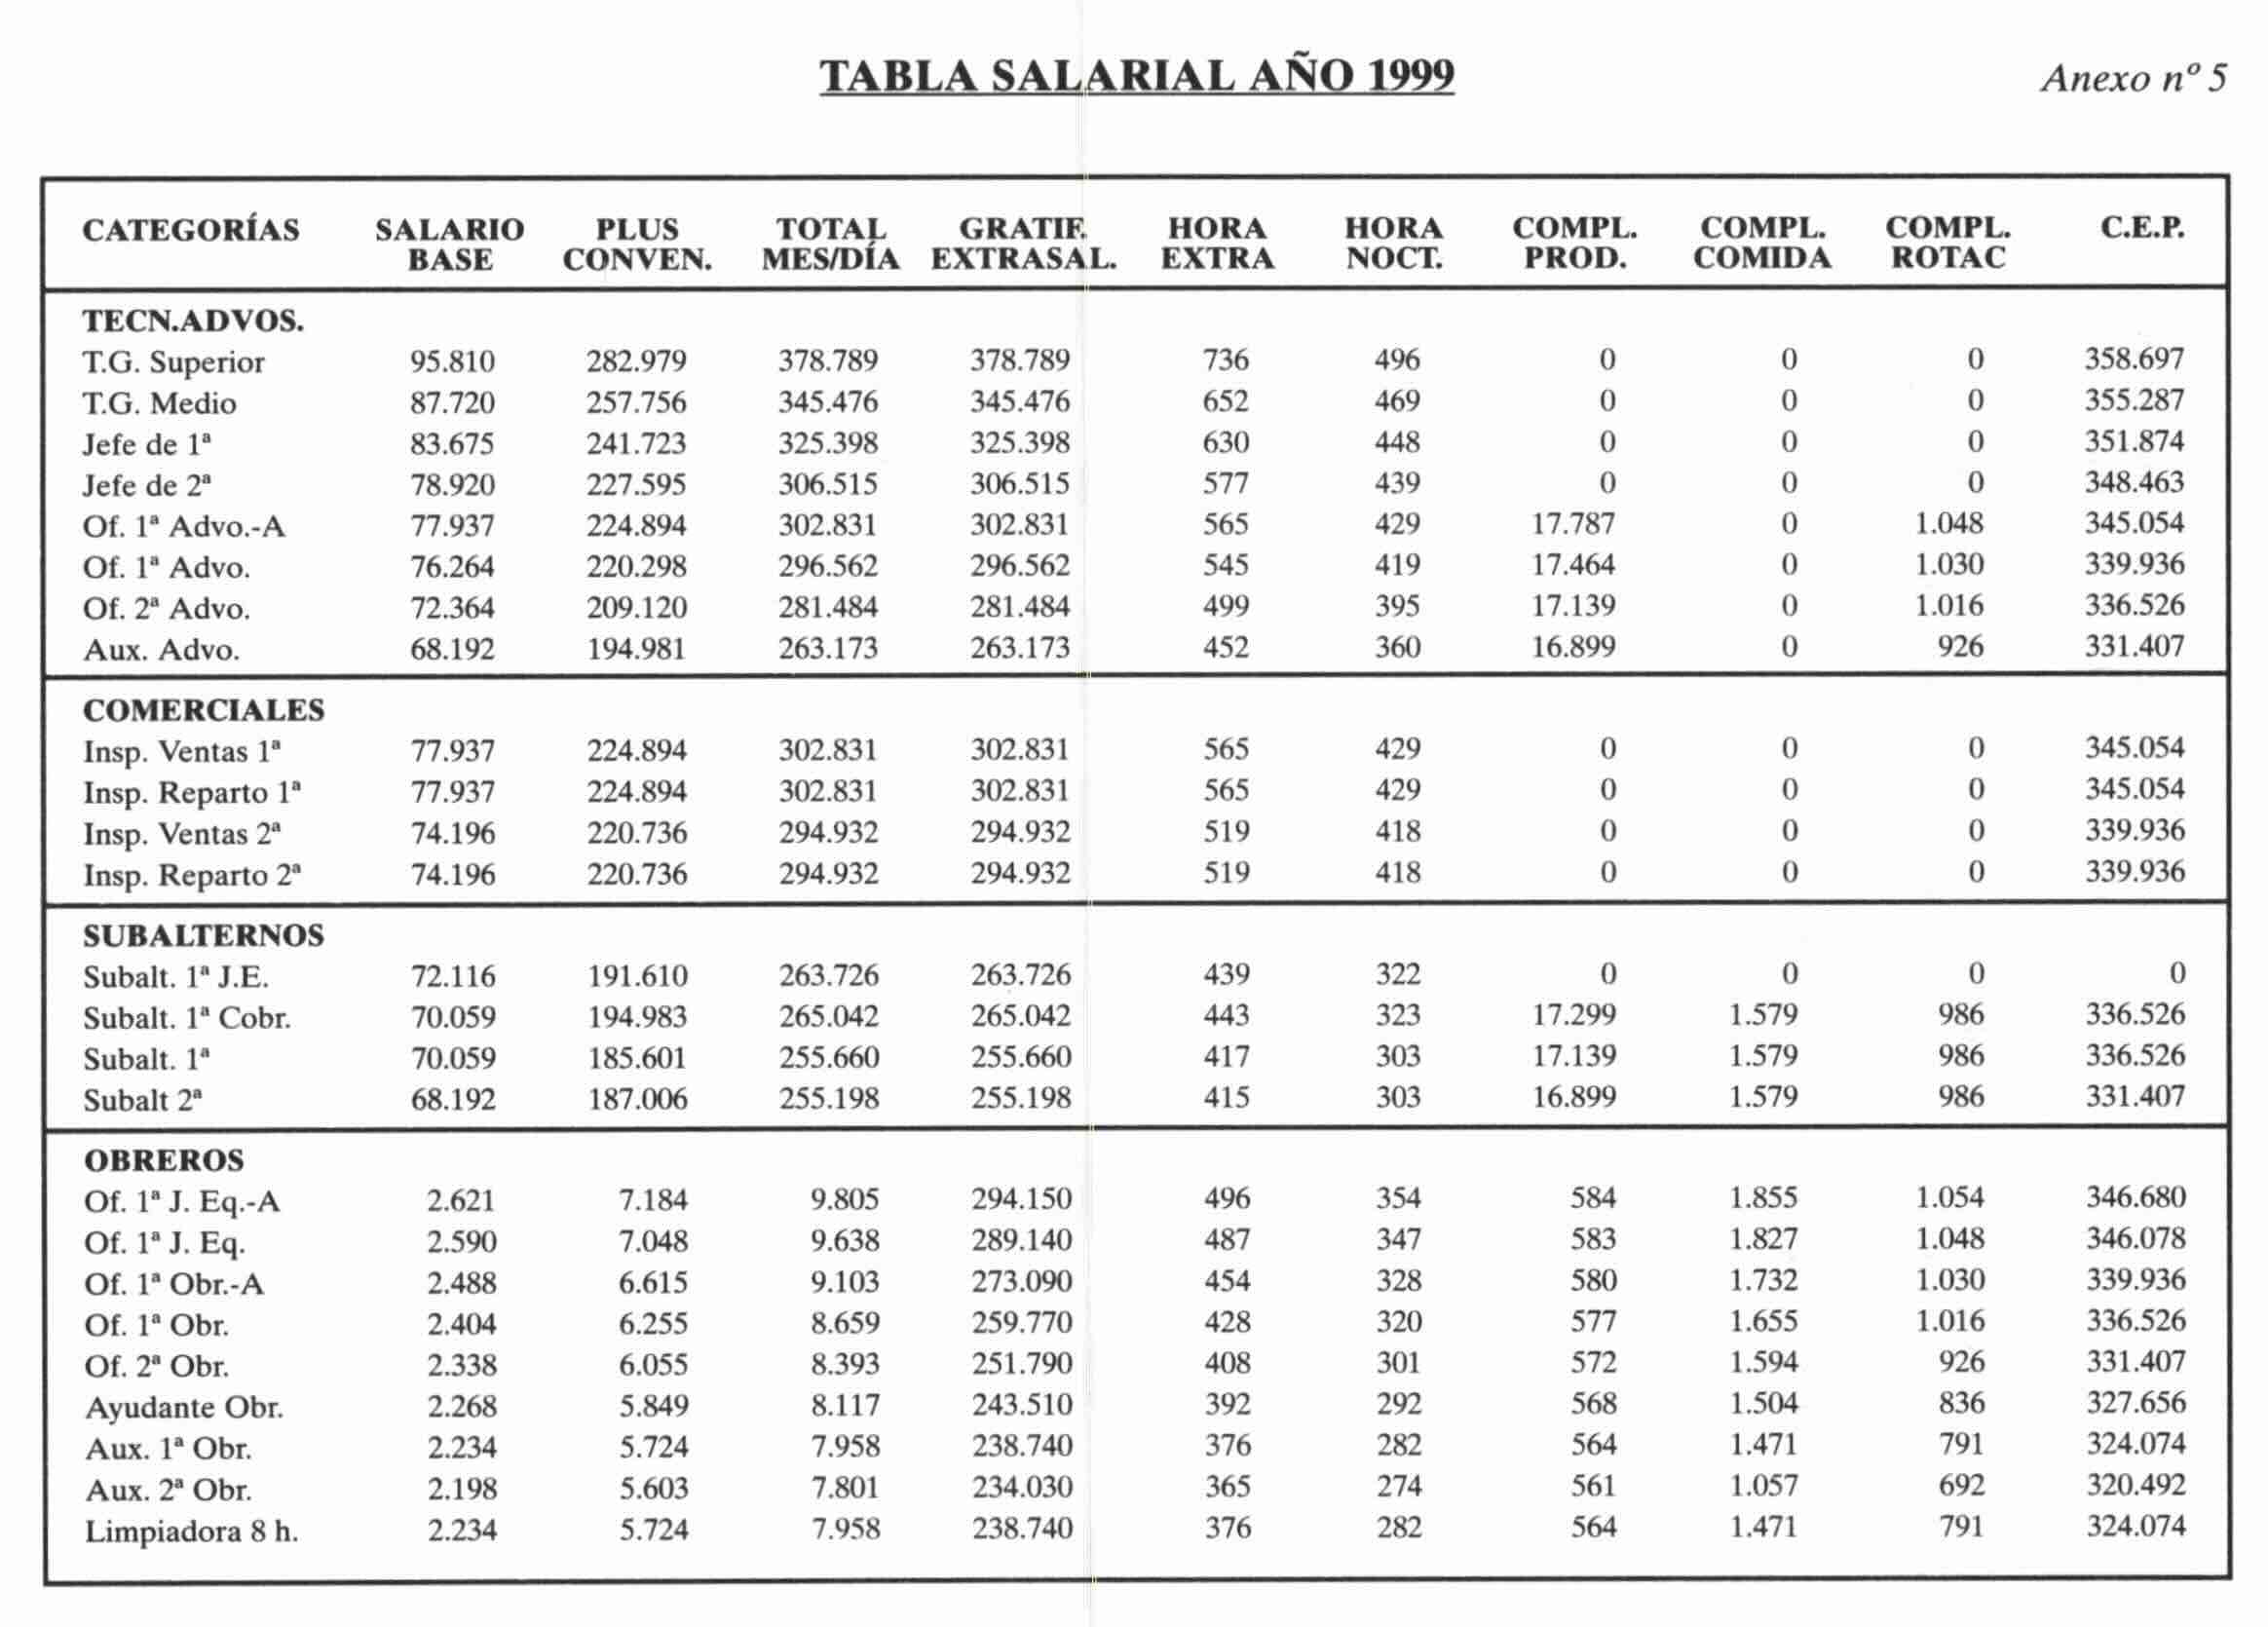 TABLA SALARIAL AÑO 1999
Anexo nº 5
CATEGORÍAS SALARIO BASE PLUS CONVEN. TOTAL MES/DÍA GRATIF. EXTRASAL. HORA EXTRA HORA NOCT. COMPL. PROD. COMPL. COMIDA COMPL. ROTAC C.E.P.
TECN.ADVOS.
T.G. Superior 95.810 282.979 378.789 378.789 736 496 0 0 0 358.697
T.G. Medio 87.720 257.756 345.476 345.476 652 469 0 0 0 355.287
Jefe de 1ª 83.675 241.723 325.398 325.398 630 448 0 0 0 351.874
Jefe de 2ª 78.920 227.595 306.515 306.515 577 439 0 0 0 348.463
Of. 1ª Advo.-A 77.937 224.894 302.831 302.831 565 429 17.787 0 1.048 345.054
Of. 1ª Advo. 76.264 220.298 296.562 296.562 545 419 17.464 0 1.030 339.936
Of. 2ª Advo. 72.364 209.120 281.484 281.484 499 395 17.139 0 1.016 336.526
Aux. Advo. 68.192 194.981 263.173 263.173 452 360 16.899 0 926 331.407
COMERCIALES
Insp. Ventas 1ª 77.937 224.894 302.831 302.831 565 429 0 0 0 345.054
Insp. Reparto 1ª 77.937 224.894 302.831 302.831 565 429 0 0 0 345.054
Insp. Ventas 2ª 74.196 220.736 294.932 294.932 519 418 0 0 0 339.936
Insp. Reparto 2ª 74.196 220.736 294.932 294.932 519 418 0 0 0 339.936
SUBALTERNOS
Subalt. 1ª J.E. 72.116 191.610 263.726 263.726 439 322 0 0 0 0
Subalt. 1ª Cobr. 70.059 194.983 265.042 265.042 443 323 17.299 1.579 986 336.526
Subalt. 1ª 70.059 185.601 255.660 255.660 417 303 17.139 1.579 986 336.526
Subalt 2ª 68.192 187.006 255.198 255.198 415 303 16.899 1.579 986 331.407
OBREROS
Of. 1ª J. Eq.-A 2.621 7.184 9.805 294.150 496 354 584 1.855 1.054 346.680
Of. 1ª J. Eq. 2.590 7.048 9.638 289.140 487 347 583 1.827 1.048 346.078
Of. 1ª Obr.-A 2.488 6.615 9.103 273.090 454 328 580 1.732 1.030 339.936
Of. 1ª Obr. 2.404 6.255 8.659 259.770 428 320 577 1.655 1.016 336.526
Of. 2ª Obr. 2.338 6.055 8.393 251.790 408 301 572 1.594 926 331.407
Ayudante Obr. 2.268 5.849 8.117 243.510 392 292 568 1.504 836 327.656
Aux. 1ª Obr. 2.234 5.724 7.958 238.740 376 282 564 1.471 791 324.074
Aux. 2ª Obr. 2.198 5.603 7.801 234.030 365 274 561 1.057 692 320.492
Limpiadora 8 h. 2.234 5.724 7.958 238.740 376 282 564 1.471 791 324.074